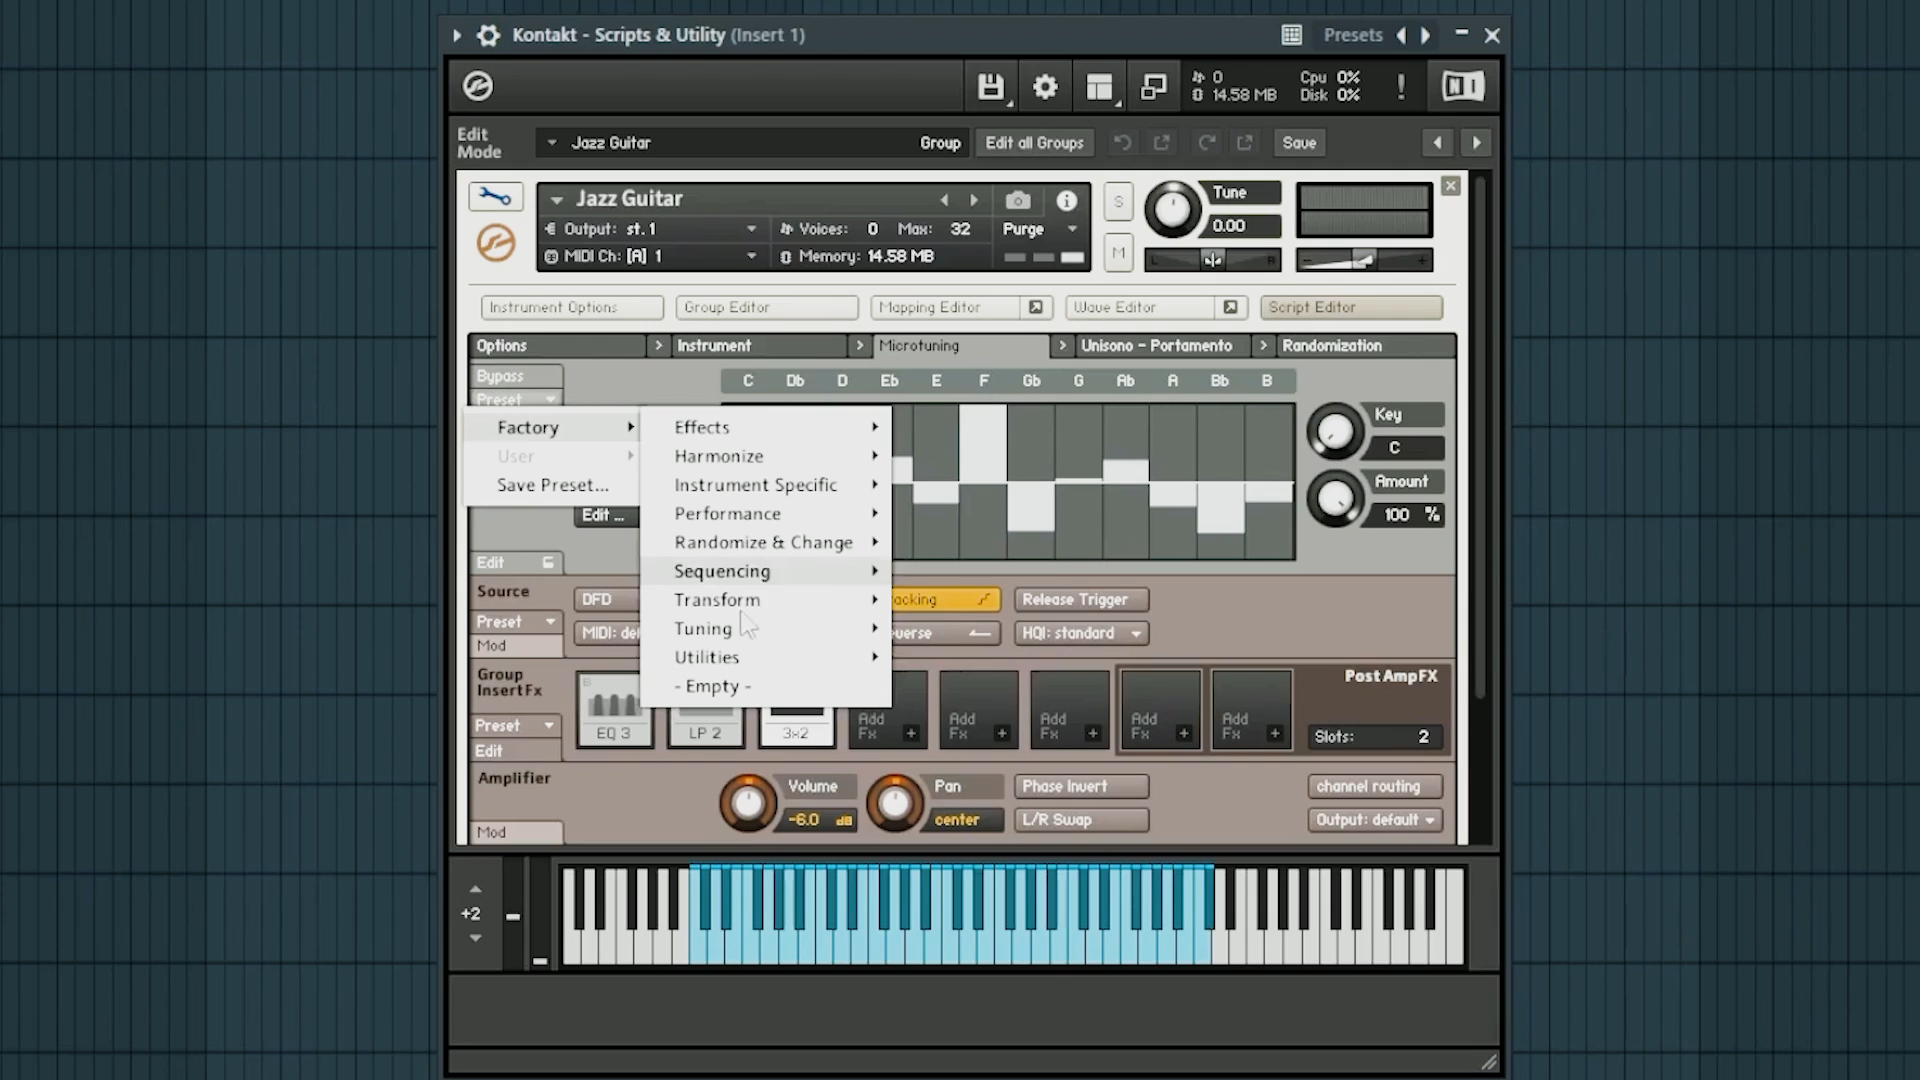 Kontakt - Scripts & Utility (Insert 1)
Presets
0
14.58 MB
Cpu 0%
Disk 0%
!
Edit Mode
Jazz Guitar
Group
Edit all Groups
Save
Jazz Guitar
Output: st. 1
Voices: 0 Max: 32
Purge
MIDI Ch: [A] 1
Memory: 14.58 MB
S
M
Tune
0.00
L
R
Instrument Options
Group Editor
Mapping Editor
Wave Editor
Script Editor
Options
Instrument
Microtuning
Unisono - Portamento
Randomization
Bypass
Preset
C Db D Eb E F Gb G Ab A Bb B
Factory
User
Save Preset...
Effects
Harmonize
Instrument Specific
Performance
Randomize & Change
Sequencing
Transform
Tuning
Utilities
- Empty -
Key
C
Amount
100 %
Edit ...
Edit
Source
Preset
Mod
DFD
acking
Release Trigger
MIDI: de
verse
HQI: standard
Group
InsertFx
Preset
Edit
EQ 3
LP 2
3x2
Add Fx +
Add Fx +
Add Fx +
Add Fx +
Add Fx +
Post Amp FX
Slots: 2
Amplifier
Mod
Volume
-6.0 dB
Pan
center
Phase Invert
L/R Swap
channel routing
Output: default
+2